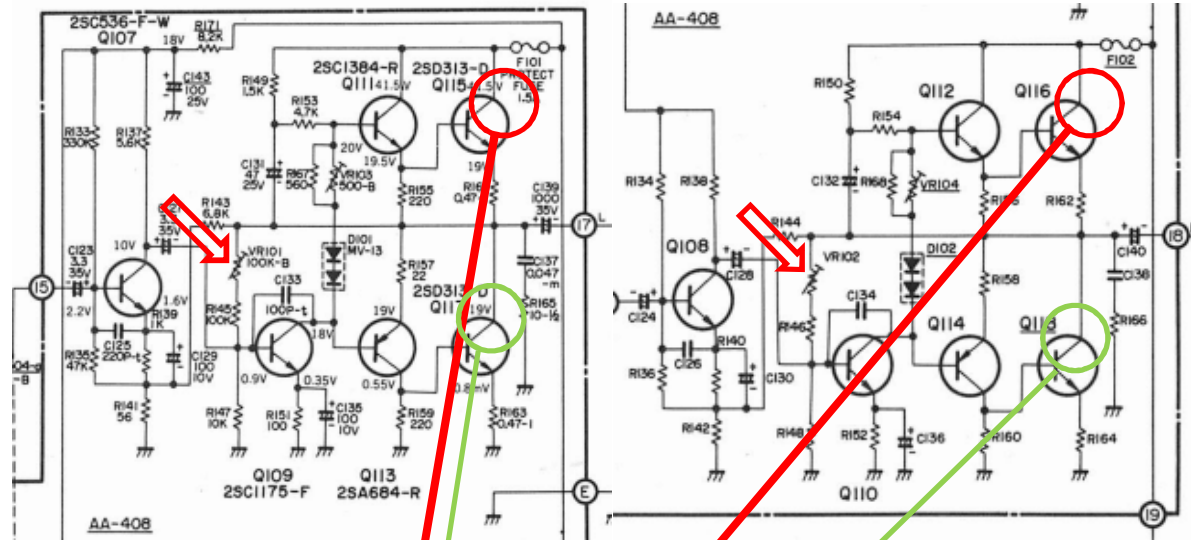 2SC536-F-W
Q107
18V
R171
8.2K
C143
100
25V
R149
1.5K
2SC1384-R
Q111
41.5V
2SD313-D
Q115
F101
PROTECT
FUSE
R153
4.7K
R133
330K
R137
5.6K
C131
47
25V
R167
560
20V
VR103
500-B
19.5V
R155
220
19V
0.47
C139
1000
35V
17
L
R143
6.8K
35V
10V
C123
3.3
35V
15
2.2V
VR101
100K-B
D101
MV-13
R157
22
C137
0.047
-m
R165
10-½
2SD313-D
19V
C133
100P-t
R145
100K
18V
19V
R139
1K
1.6V
C125
220P-t
R135
47K
C129
100
10V
0.9V
0.35V
0.55V
0.8mV
R141
56
R147
10K
R151
100
C135
100
10V
R159
220
R163
0.47-1
Q109
2SC1175-F
Q113
2SA684-R
E
AA-408
AA-408
F102
R150
Q112
Q116
R154
R134
R138
C132
R168
VR104
R162
R144
18
C140
Q108
C128
VR102
D102
R158
C138
C124
C134
R146
Q114
R166
R140
C126
R136
C130
R142
R148
R152
C136
R160
R164
Q110
19